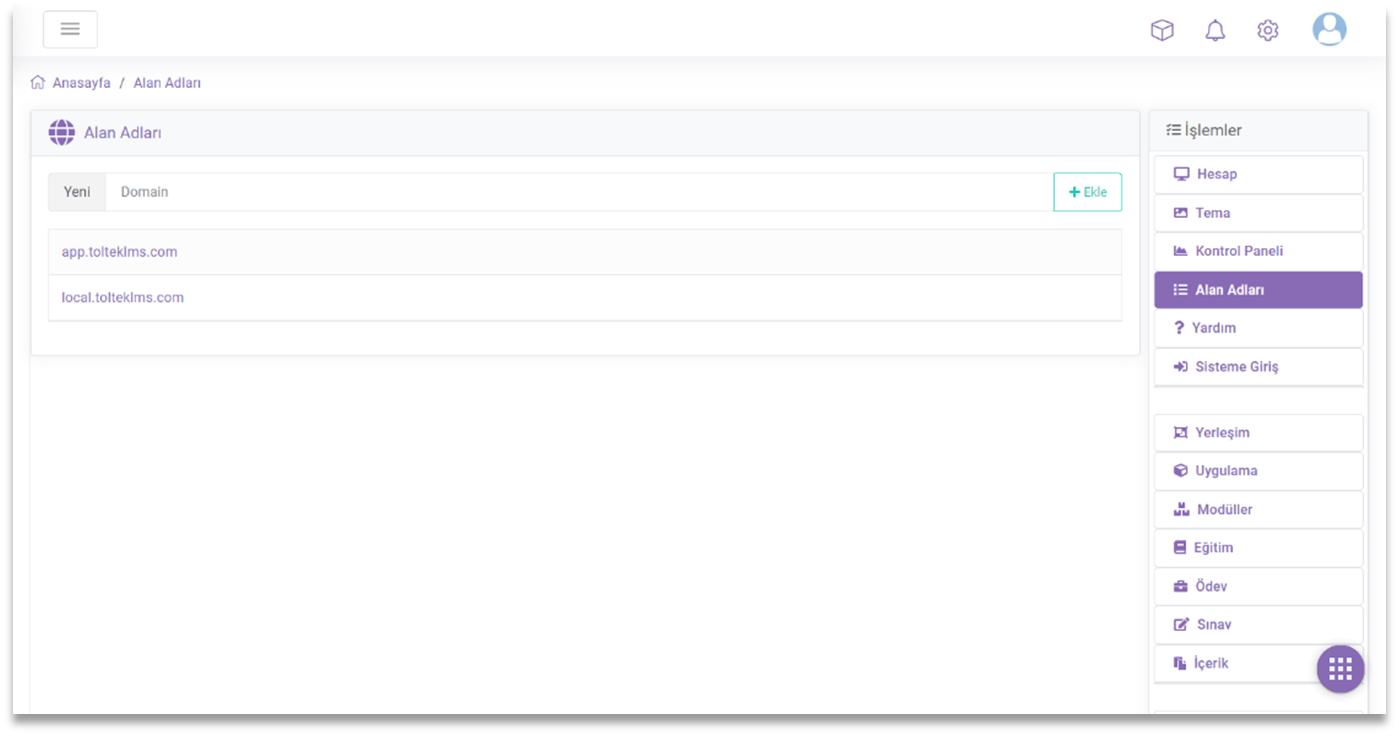 Anasayfa / Alan Adları
Alan Adları
Yeni Domain + Ekle
app.tolteklms.com
local.tolteklms.com
İşlemler
Hesap
Tema
Kontrol Paneli
Alan Adları
? Yardım
Sisteme Giriş
Yerleşim
Uygulama
Modüller
Eğitim
Ödev
Sınav
İçerik